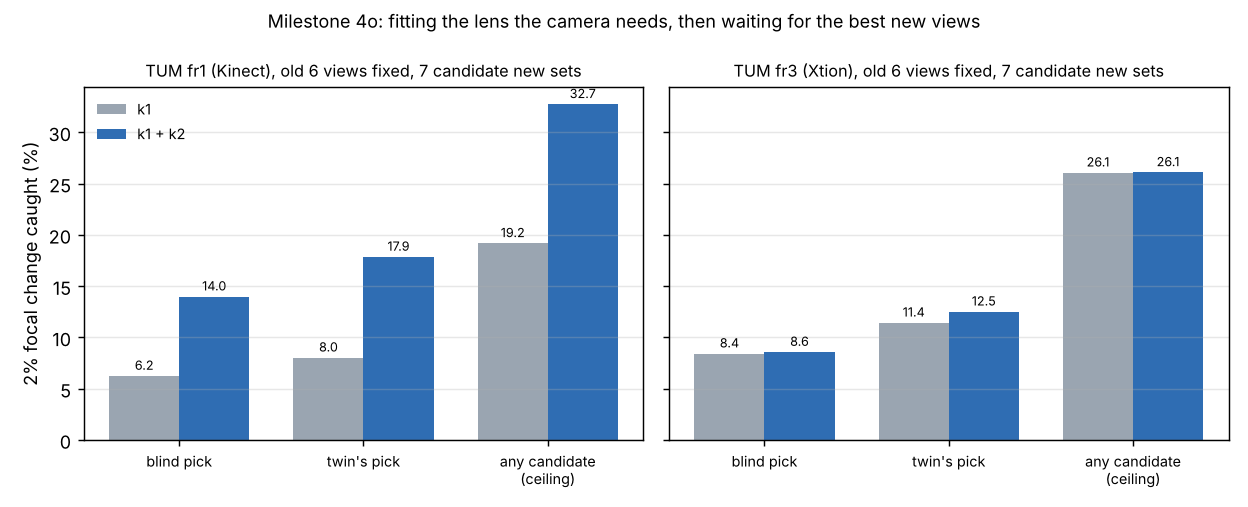 Milestone 4o: fitting the lens the camera needs, then waiting for the best new views
TUM fr1 (Kinect), old 6 views fixed, 7 candidate new sets
2% focal change caught (%)
30
25
20
15
10
5
0
k1
k1 + k2
6.2
14.0
8.0
17.9
19.2
32.7
blind pick
twin's pick
any candidate
(ceiling)
TUM fr3 (Xtion), old 6 views fixed, 7 candidate new sets
8.4
8.6
11.4
12.5
26.1
26.1
blind pick
twin's pick
any candidate
(ceiling)